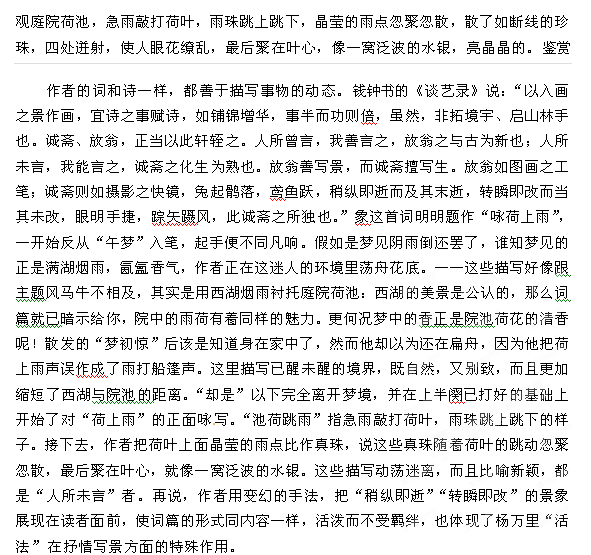 观庭院荷池，急雨敲打荷叶，雨珠跳上跳下，晶莹的雨点忽聚忽散，散了如断线的珍
珠，四处迸射，使人眼花缭乱，最后聚在叶心，像一窝泛波的水银，亮晶晶的。鉴赏
作者的词和诗一样，都善于描写事物的动态。钱钟书的《谈艺录》说：“以入画
之景作画，宜诗之事赋诗，如铺锦增华，事半而功则倍，虽然，非拓境宇、启山林手
也。诚斋、放翁，正当以此轩轾之。人所曾言，我善言之，放翁之与古为新也；人所
未言，我能言之，诚斋之化生为熟也。放翁善写景，而诚斋擅写生。放翁如图画之工
笔；诚斋则如摄影之快镜，兔起鹘落，鸢鱼跃，稍纵即逝而及其末逝，转瞬即改而当
其未改，眼明手捷，踪矢蹑风，此诚斋之所独也。”象这首词明明题作“咏荷上雨”，
一开始反从“午梦”入笔，起手便不同凡响。假如是梦见阴雨倒还罢了，谁知梦见的
正是满湖烟雨，氤氲香气，作者正在这迷人的环境里荡舟花底。一一这些描写好像跟
主题风马牛不相及，其实是用西湖烟雨衬托庭院荷池：西湖的美景是公认的，那么词
篇就已暗示给你，院中的雨荷有着同样的魅力。更何况梦中的香正是院池荷花的清香
呢！散发的“梦初惊”后该是知道身在家中了，然而他却以为还在扁舟，因为他把荷
上雨声误作成了雨打船篷声。这里描写已醒未醒的境界，既自然，又别致，而且更加
缩短了西湖与院池的距离。“却是”以下完全离开梦境，并在上半阕已打好的基础上
开始了对“荷上雨”的正面咏写。“池荷跳雨”指急雨敲打荷叶，雨珠跳上跳下的样
子。接下去，作者把荷叶上面晶莹的雨点比作真珠，说这些真珠随着荷叶的跳动忽聚
忽散，最后聚在叶心，就像一窝泛波的水银。这些描写动荡迷离，而且比喻新颖，都
是“人所未言”者。再说，作者用变幻的手法，把“稍纵即逝”“转瞬即改”的景象
展现在读者面前，使词篇的形式同内容一样，活泼而不受羁绊，也体现了杨万里“活
法”在抒情写景方面的特殊作用。